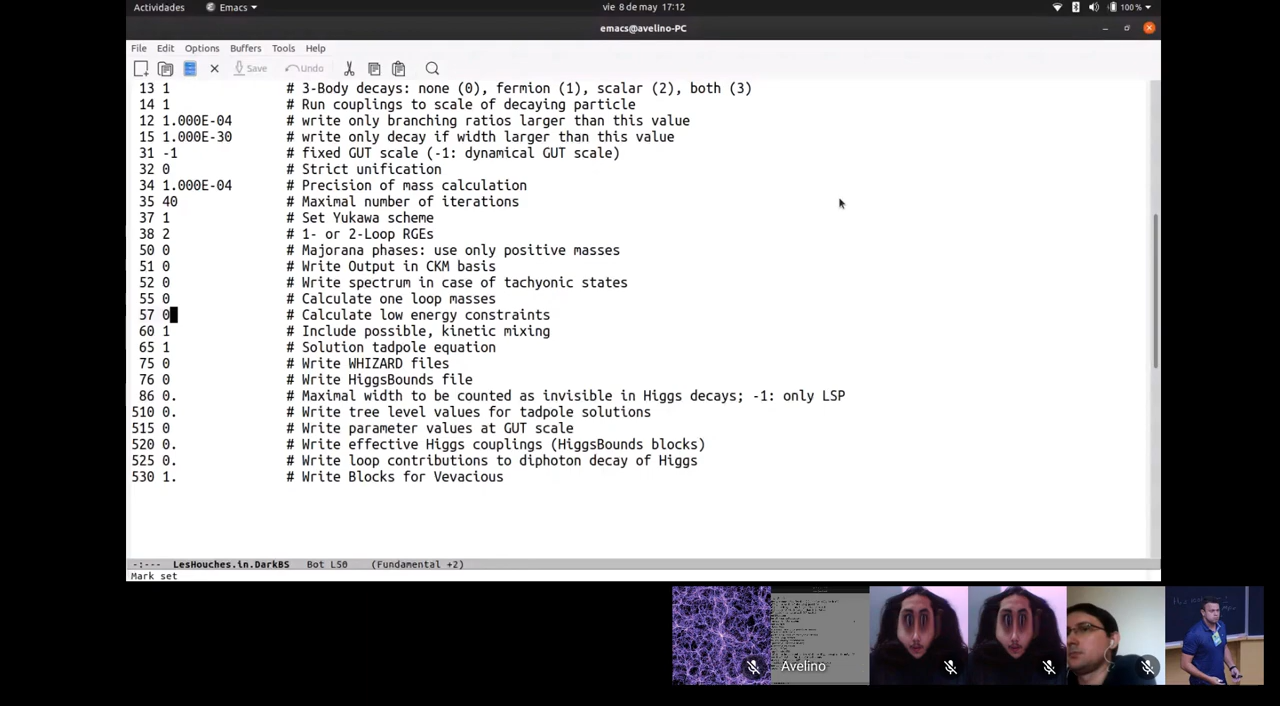 Actividades Emacs vie 8 de may 17:12 100 %
emacs@avelino-PC
File Edit Options Buffers Tools Help
Save Undo
13 1 # 3-Body decays: none (0), fermion (1), scalar (2), both (3)
14 1 # Run couplings to scale of decaying particle
12 1.000E-04 # write only branching ratios larger than this value
15 1.000E-30 # write only decay if width larger than this value
31 -1 # fixed GUT scale (-1: dynamical GUT scale)
32 0 # Strict unification
34 1.000E-04 # Precision of mass calculation
35 40 # Maximal number of iterations
37 1 # Set Yukawa scheme
38 2 # 1- or 2-Loop RGEs
50 0 # Majorana phases: use only positive masses
51 0 # Write Output in CKM basis
52 0 # Write spectrum in case of tachyonic states
55 0 # Calculate one loop masses
57 0 # Calculate low energy constraints
60 1 # Include possible, kinetic mixing
65 1 # Solution tadpole equation
75 0 # Write WHIZARD files
76 0 # Write HiggsBounds file
86 0. # Maximal width to be counted as invisible in Higgs decays; -1: only LSP
510 0. # Write tree level values for tadpole solutions
515 0 # Write parameter values at GUT scale
520 0. # Write effective Higgs couplings (HiggsBounds blocks)
525 0. # Write loop contributions to diphoton decay of Higgs
530 1. # Write Blocks for Vevacious
-:--- LesHouches.in.DarkBS Bot L50 (Fundamental +2)
Mark set
Avelino